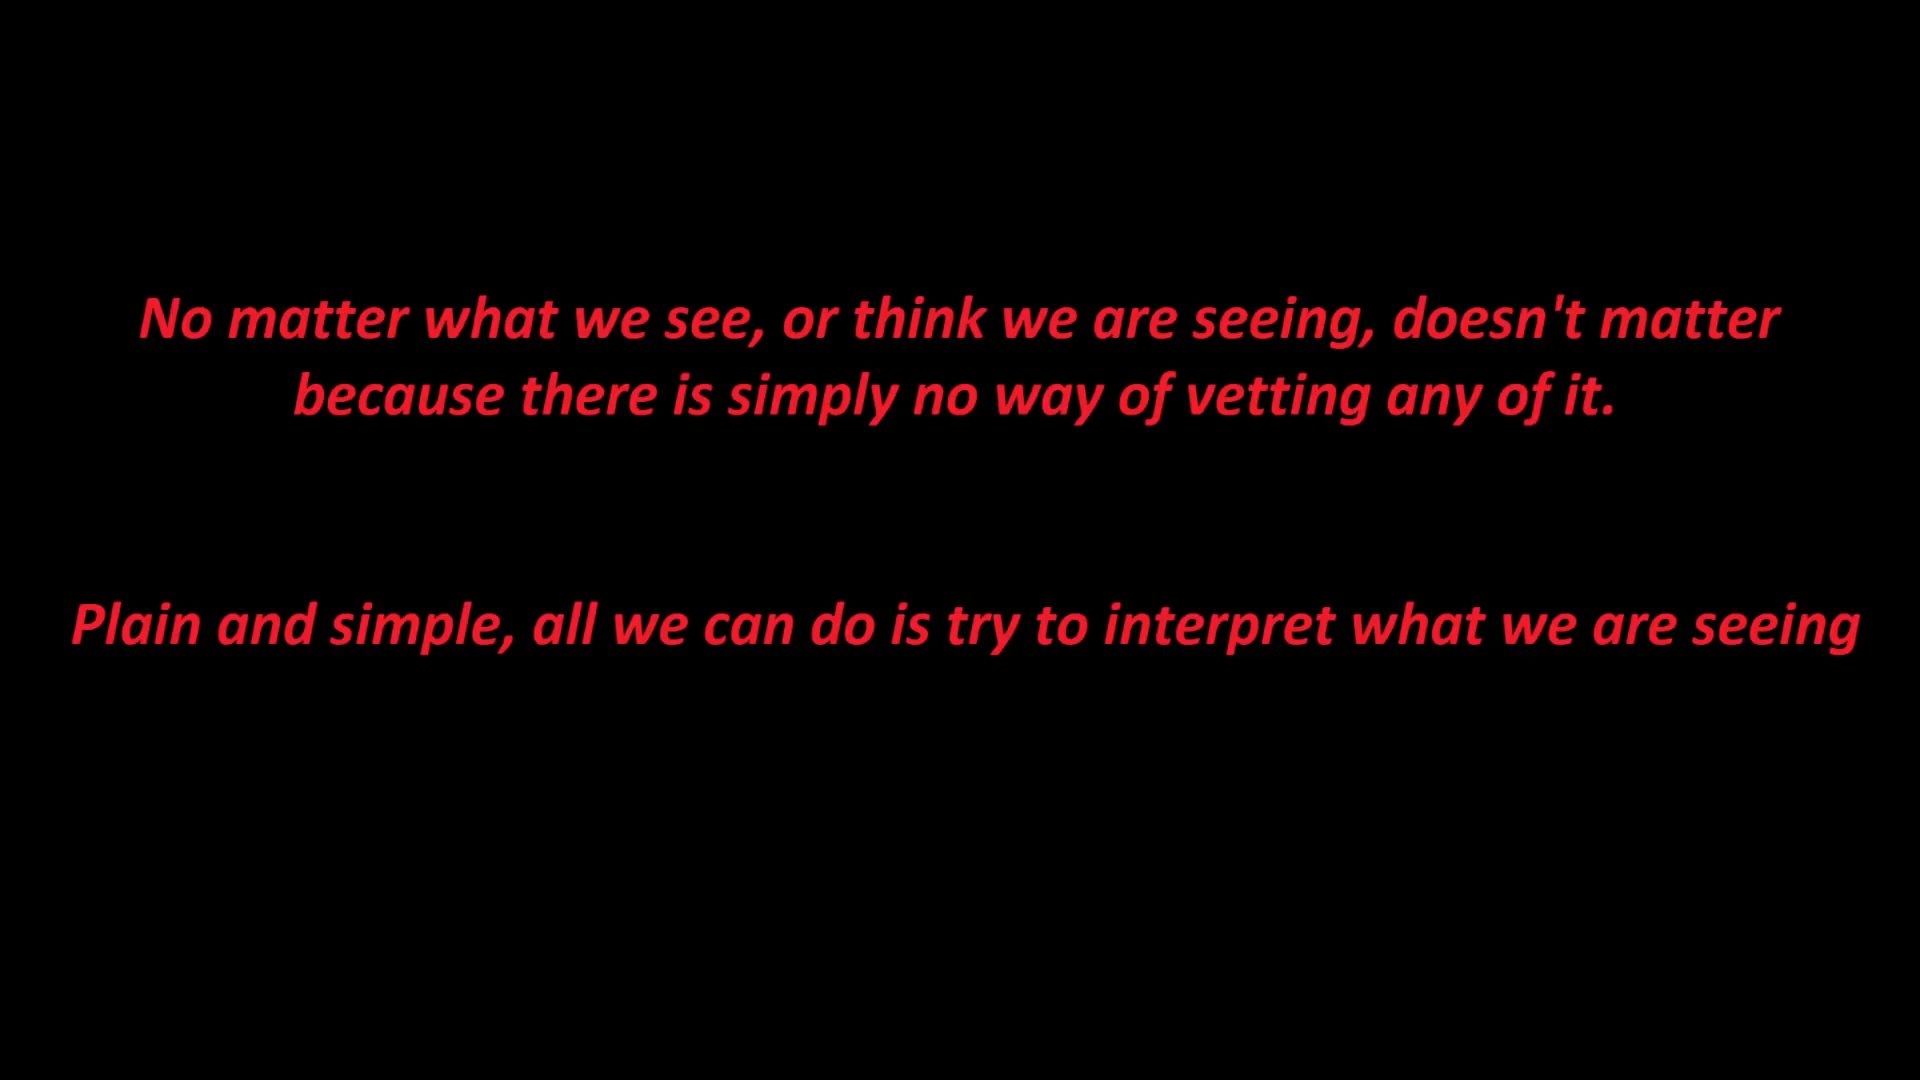 No matter what we see, or think we are seeing, doesn't matter
because there is simply no way of vetting any of it.
Plain and simple, all we can do is try to interpret what we are seeing